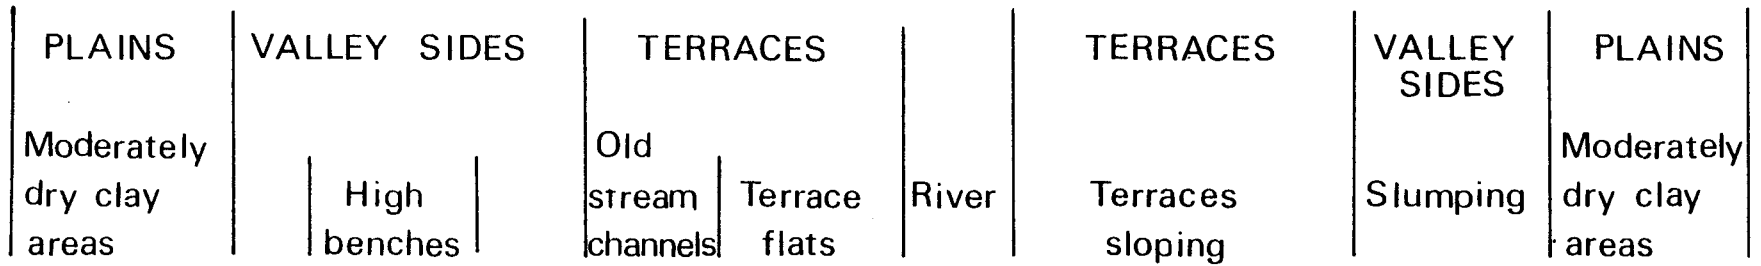 PLAINS VALLEY SIDES TERRACES TERRACES VALLEY PLAINS
SIDES
Moderately Old Moderately
dry clay High stream Terrace River Terraces Slumping dry clay
areas benches channels flats sloping areas